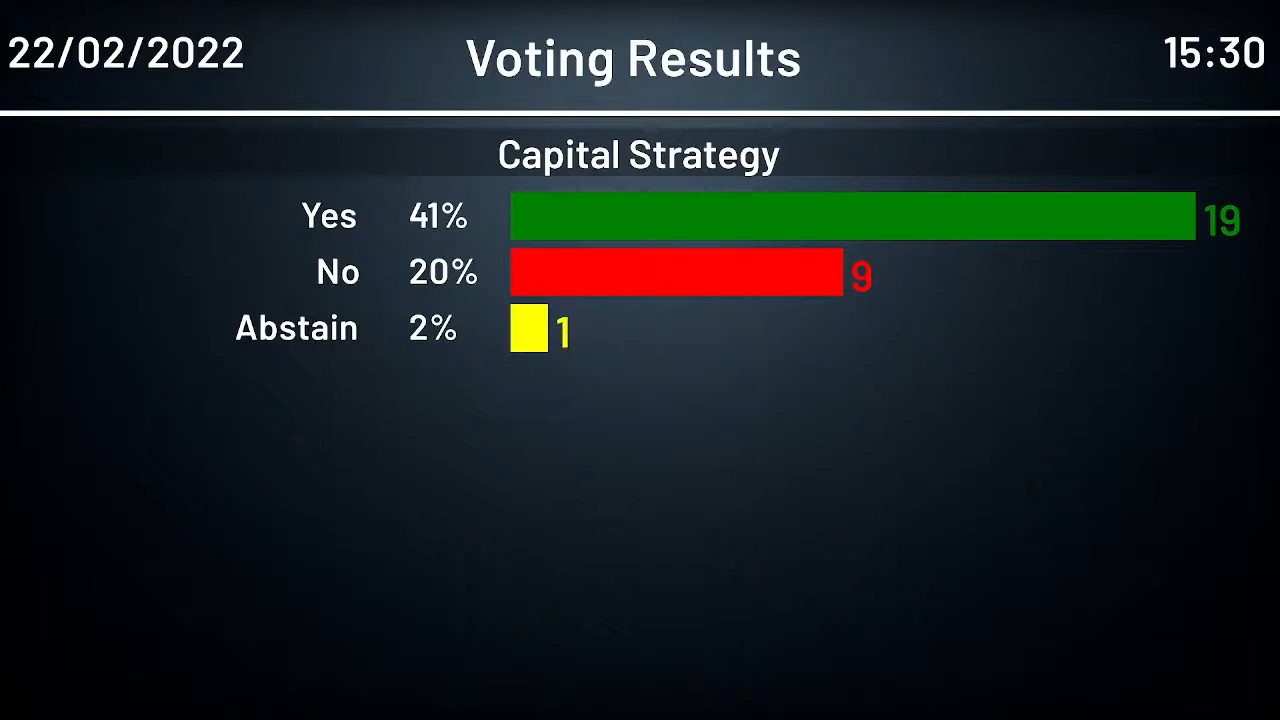 22/02/2022 Voting Results 15:30
Capital Strategy
Yes 41% 19
No 20% 9
Abstain 2% 1